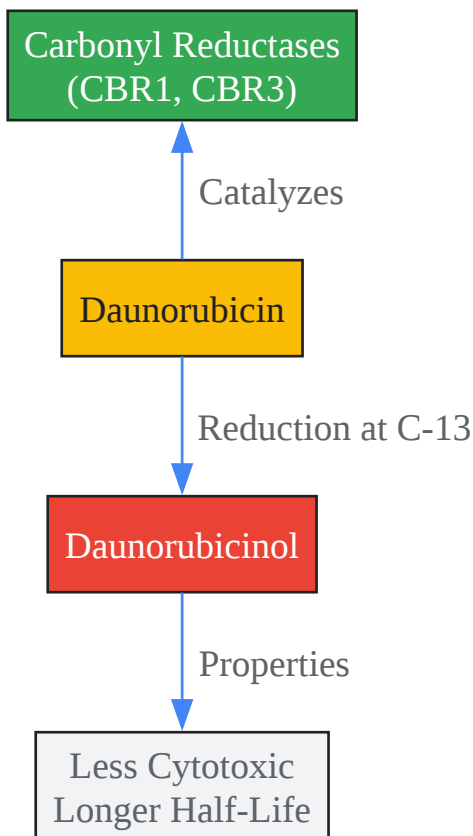 Carbonyl Reductases
(CBR1, CBR3)
Catalyzes
Daunorubicin
Reduction at C-13
Daunorubicinol
Properties
Less Cytotoxic
Longer Half-Life